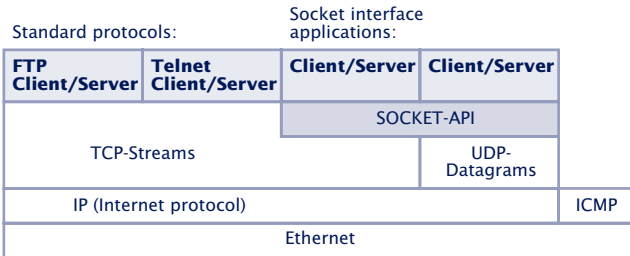 Standard protocols:
Socket interface
applications:
FTP
Client/Server
Telnet
Client/Server
Client/Server
Client/Server
SOCKET-API
TCP-Streams
UDP-
Datagrams
IP (Internet protocol)
ICMP
Ethernet